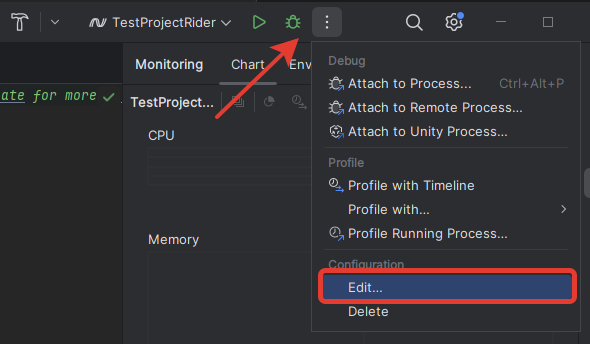 TestProjectRider
Monitoring Chart Env
Debug
Attach to Process... Ctrl+Alt+P
ate for more
TestProject...
Attach to Remote Process...
CPU
Attach to Unity Process...
Profile
Profile with Timeline
Profile with...
Memory
Profile Running Process...
Configuration
Edit...
Delete